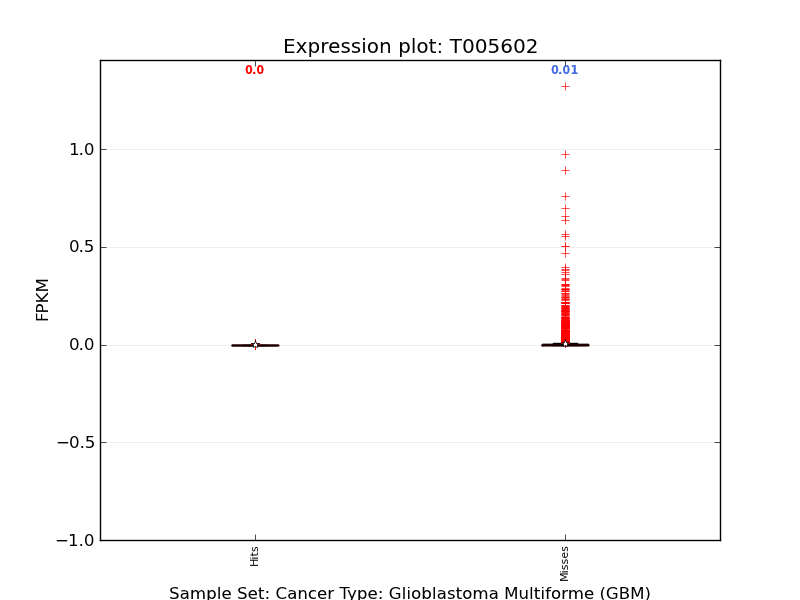 Expression plot: T005602
0.0 0.01
1.0
0.5
0.0
−0.5
−1.0
FPKM
Hits Misses
Sample Set: Cancer Type: Glioblastoma Multiforme (GBM)